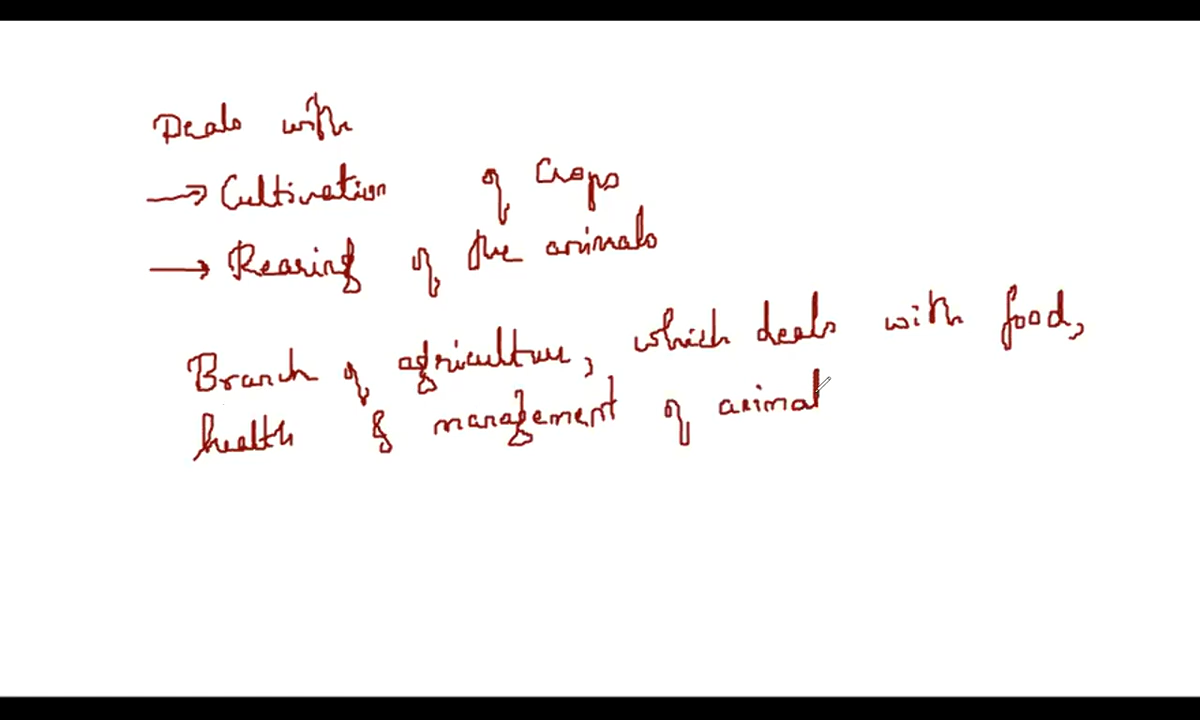 Deals with
→ Cultivation of Crops
→ Rearing of the animals
Branch of agriculture, which deals with food,
health & management of animal